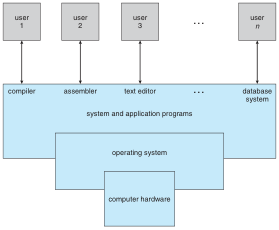 user
1
user
2
user
3
. . .
user
n
compiler
assembler
text editor
. . .
database
system
system and application programs
operating system
computer hardware